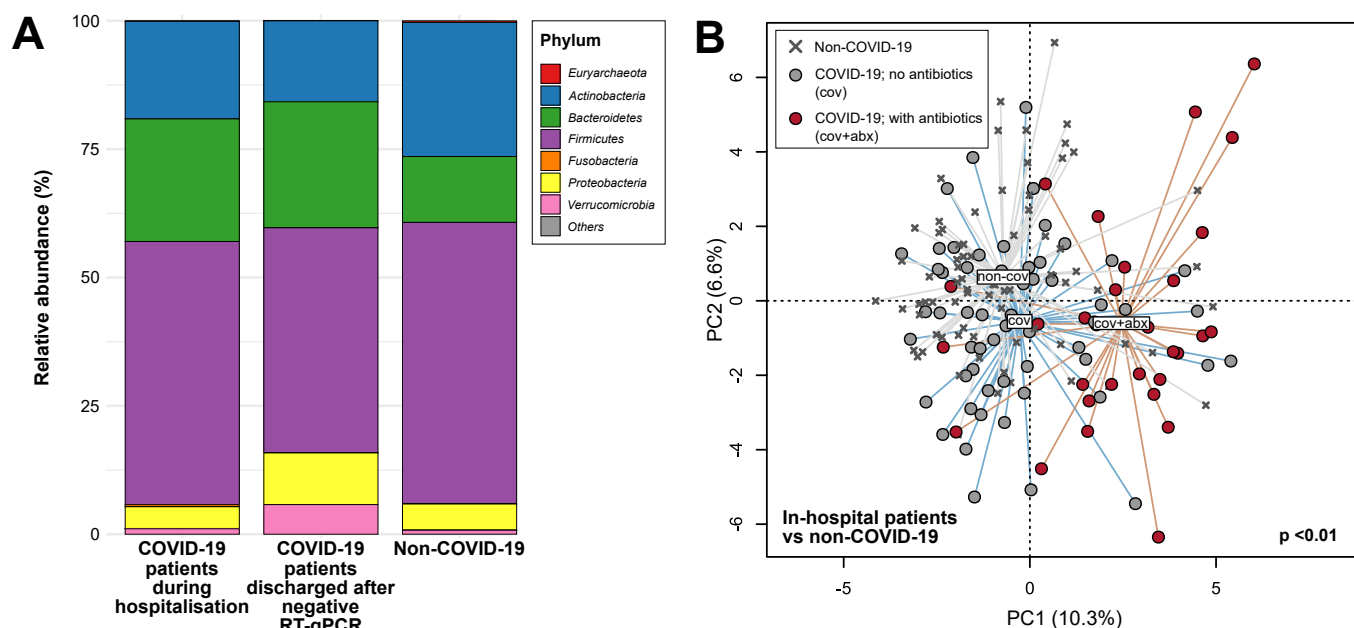 A
Relative abundance (%)
100
75
50
25
0
COVID-19
patients
during
hospitalisation
COVID-19
patients
discharged after
negative
RT-qPCR
Non-COVID-19
Phylum
Euryarchaeota
Actinobacteria
Bacteroidetes
Firmicutes
Fusobacteria
Proteobacteria
Verrucomicrobia
Others
B
Non-COVID-19
COVID-19; no antibiotics
(cov)
COVID-19; with antibiotics
(cov+abx)
PC2 (6.6%)
6
4
2
0
-2
-4
-6
non-cov
cov
cov+abx
In-hospital patients
vs non-COVID-19
p <0.01
-5
0
5
PC1 (10.3%)